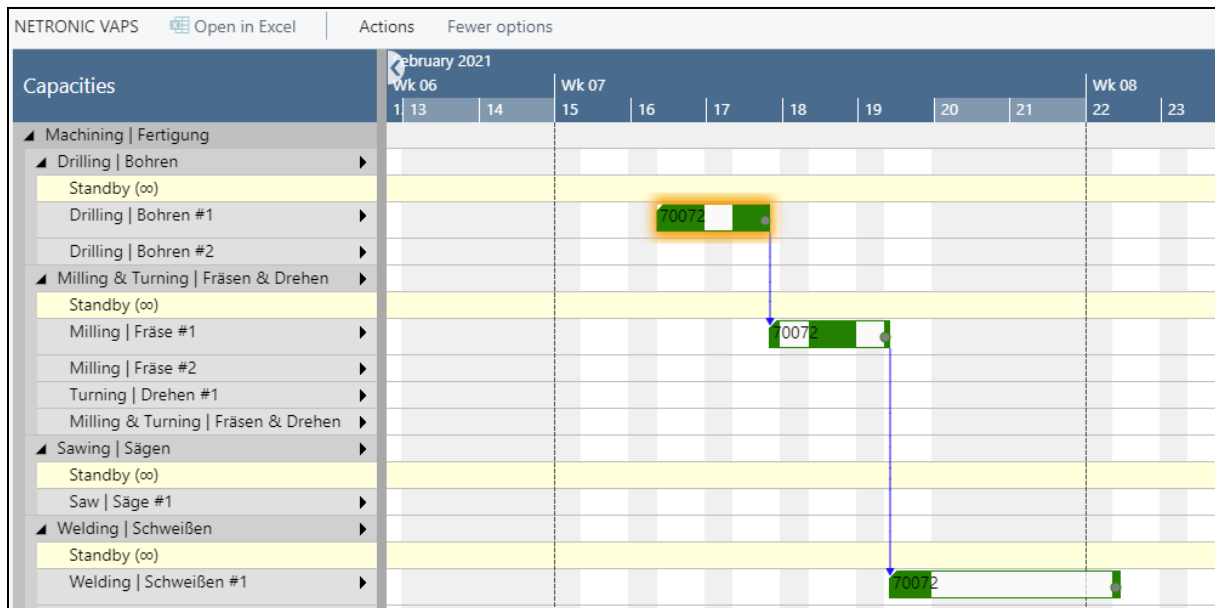 NETRONIC VAPS Open in Excel Actions Fewer options
February 2021
Capacities
Wk 06 Wk 07 Wk 08
13 14 15 16 17 18 19 20 21 22 23
Machining | Fertigung
Drilling | Bohren
Standby (∞)
Drilling | Bohren #1 70072
Drilling | Bohren #2
Milling & Turning | Fräsen & Drehen
Standby (∞)
Milling | Fräse #1 70072
Milling | Fräse #2
Turning | Drehen #1
Milling & Turning | Fräsen & Drehen
Sawing | Sägen
Standby (∞)
Saw | Säge #1
Welding | Schweißen
Standby (∞)
Welding | Schweißen #1 70072